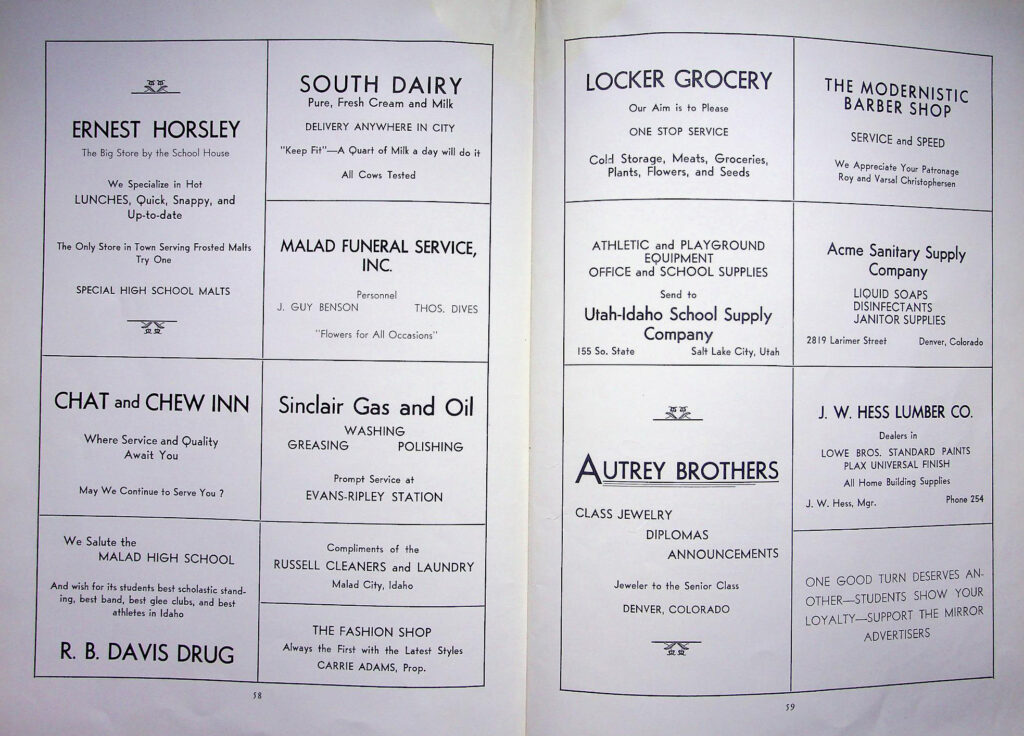 ERNEST HORSLEY
The Big Store by the School House
We Specialize in Hot
LUNCHES, Quick, Snappy, and
Up-to-date
The Only Store in Town Serving Frosted Malts
Try One
SPECIAL HIGH SCHOOL MALTS
SOUTH DAIRY
Pure, Fresh Cream and Milk
DELIVERY ANYWHERE IN CITY
"Keep Fit"—A Quart of Milk a day will do it
All Cows Tested
MALAD FUNERAL SERVICE,
INC.
Personnel
J. GUY BENSON THOS. DIVES
"Flowers for All Occasions"
CHAT and CHEW INN
Where Service and Quality
Await You
May We Continue to Serve You ?
Sinclair Gas and Oil
WASHING
GREASING POLISHING
Prompt Service at
EVANS-RIPLEY STATION
We Salute the
MALAD HIGH SCHOOL
And wish for its students best scholastic stand-
ing, best band, best glee clubs, and best
athletes in Idaho
R. B. DAVIS DRUG
Compliments of the
RUSSELL CLEANERS and LAUNDRY
Malad City, Idaho
THE FASHION SHOP
Always the First with the Latest Styles
CARRIE ADAMS, Prop.
58
LOCKER GROCERY
Our Aim is to Please
ONE STOP SERVICE
Cold Storage, Meats, Groceries,
Plants, Flowers, and Seeds
THE MODERNISTIC
BARBER SHOP
SERVICE and SPEED
We Appreciate Your Patronage
Roy and Varsal Christophersen
ATHLETIC and PLAYGROUND
EQUIPMENT
OFFICE and SCHOOL SUPPLIES
Send to
Utah-Idaho School Supply
Company
155 So. State Salt Lake City, Utah
Acme Sanitary Supply
Company
LIQUID SOAPS
DISINFECTANTS
JANITOR SUPPLIES
2819 Larimer Street Denver, Colorado
AUTREY BROTHERS
CLASS JEWELRY
DIPLOMAS
ANNOUNCEMENTS
Jeweler to the Senior Class
DENVER, COLORADO
J. W. HESS LUMBER CO.
Dealers in
LOWE BROS. STANDARD PAINTS
PLAX UNIVERSAL FINISH
All Home Building Supplies
J. W. Hess, Mgr. Phone 254
ONE GOOD TURN DESERVES AN-
OTHER—STUDENTS SHOW YOUR
LOYALTY—SUPPORT THE MIRROR
ADVERTISERS
59